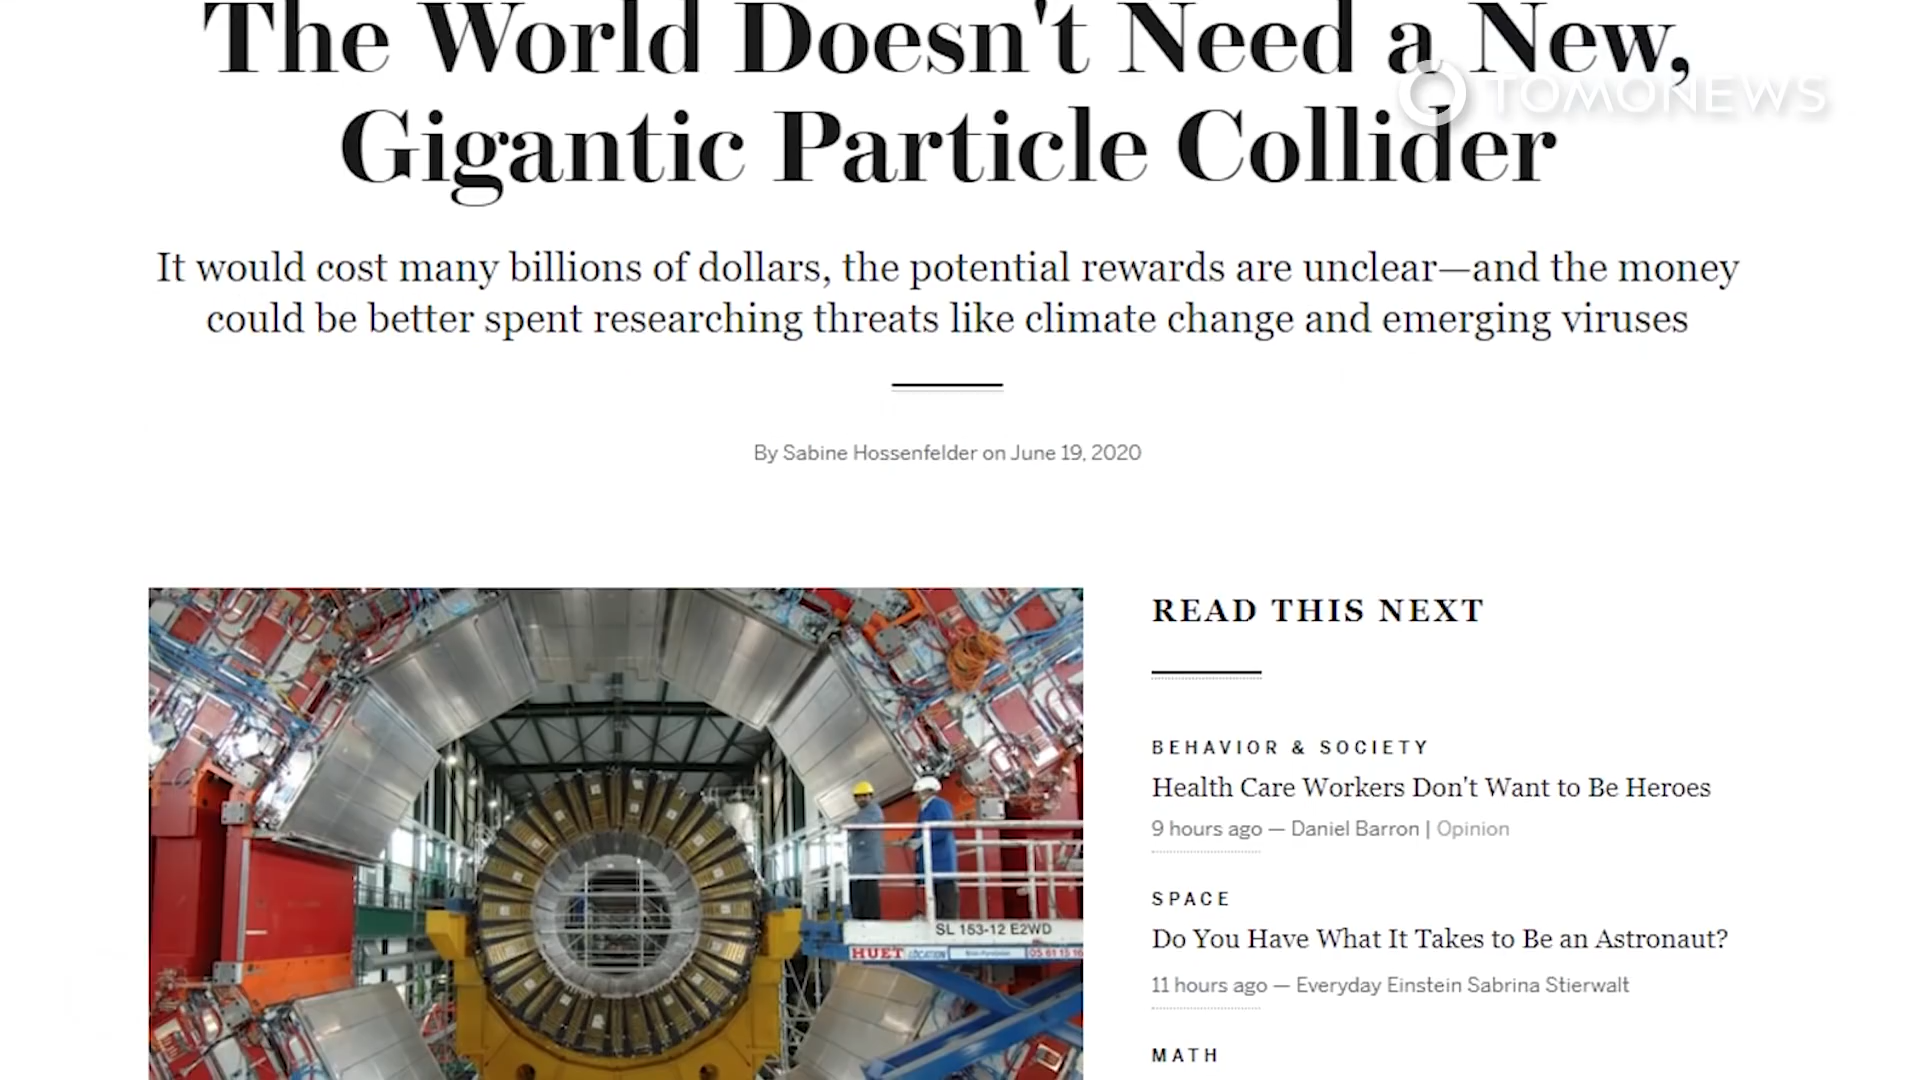 The World Doesn't Need a New,
Gigantic Particle Collider
TOMONEWS
It would cost many billions of dollars, the potential rewards are unclear—and the money
could be better spent researching threats like climate change and emerging viruses
By Sabine Hossenfelder on June 19, 2020
READ THIS NEXT
BEHAVIOR & SOCIETY
Health Care Workers Don't Want to Be Heroes
9 hours ago — Daniel Barron | Opinion
SPACE
Do You Have What It Takes to Be an Astronaut?
11 hours ago — Everyday Einstein Sabrina Stierwalt
MATH
SL 153-12 E2WD
HUET LOCATION